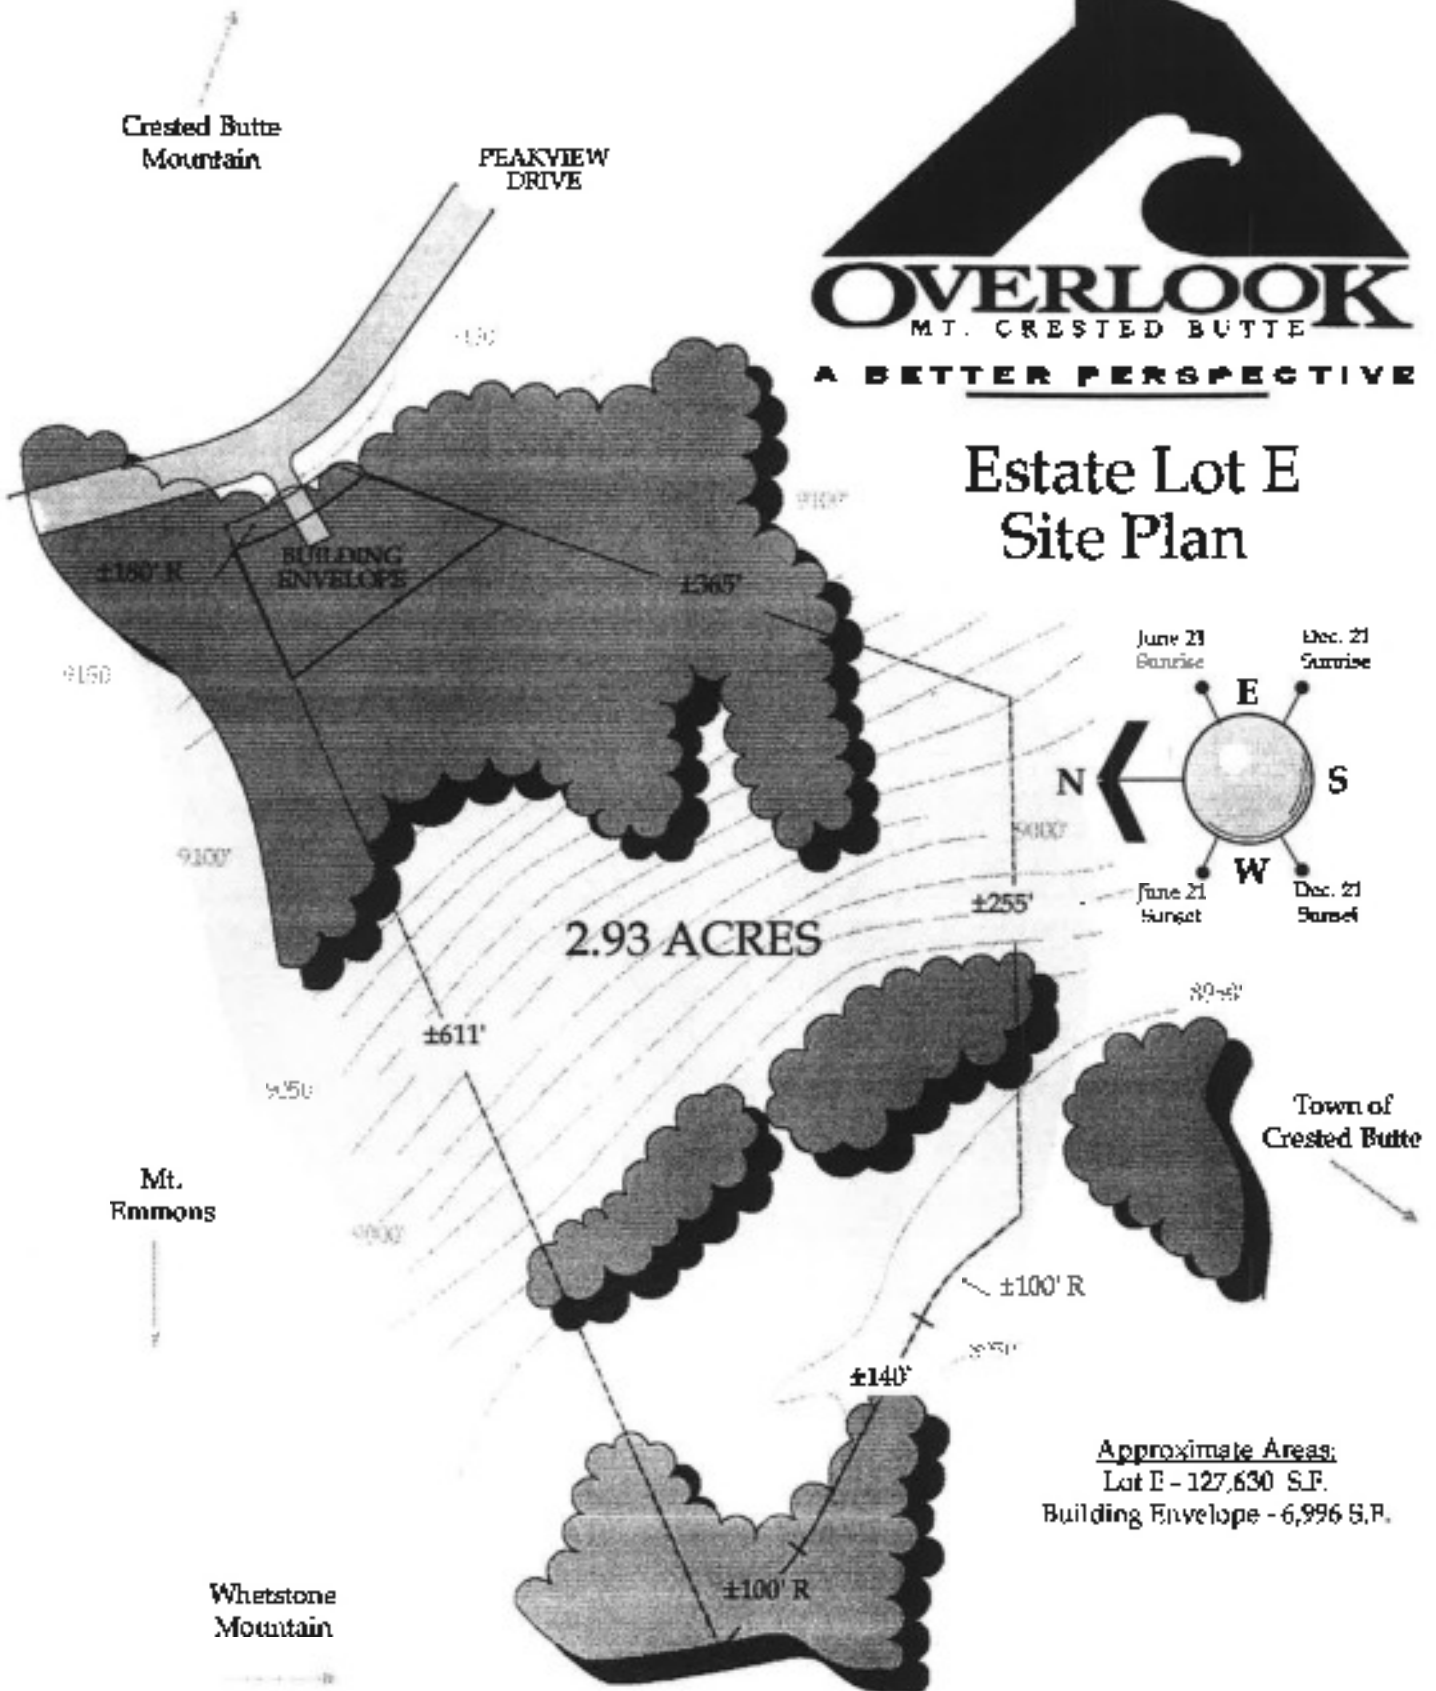 Crested Butte
Mountain
PEAKVIEW
DRIVE
OVERLOOK
MT. CRESTED BUTTE
A BETTER PERSPECTIVE
Estate Lot E
Site Plan
9100'
±180' R
BUILDING
ENVELOPE
±365'
9150
June 21
Sunrise
Dec. 21
Sunrise
E
N
S
W
June 21
Sunset
Dec. 21
Sunset
9000'
9100'
±255'
2.93 ACRES
±611'
9050
8950'
Town of
Crested Butte
Mt.
Emmons
9000'
±100' R
±140'
Approximate Areas:
Lot E - 127,630 S.F.
Building Envelope - 6,996 S.F.
±100' R
Whetstone
Mountain